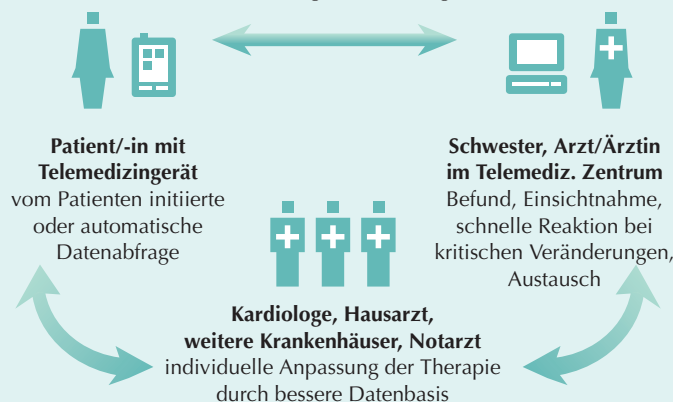 Patient/-in mit
Telemedizingerät
vom Patienten initiierte
oder automatische
Datenabfrage
Schwester, Arzt/Ärztin
im Telemediz. Zentrum
Befund, Einsichtnahme,
schnelle Reaktion bei
kritischen Veränderungen,
Austausch
Kardiologe, Hausarzt,
weitere Krankenhäuser, Notarzt
individuelle Anpassung der Therapie
durch bessere Datenbasis